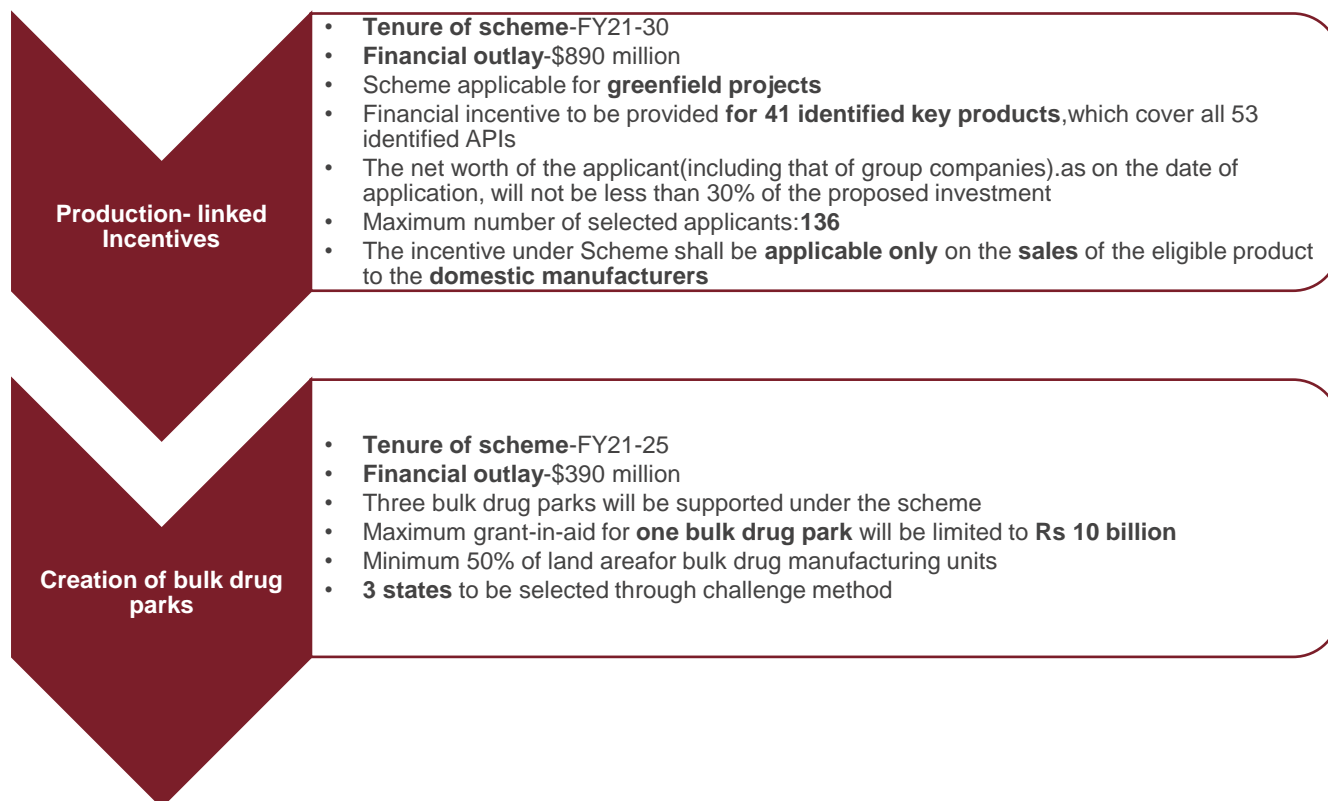 Production- linked
Incentives
• Tenure of scheme-FY21-30
• Financial outlay-$890 million
• Scheme applicable for greenfield projects
• Financial incentive to be provided for 41 identified key products,which cover all 53
identified APIs
• The net worth of the applicant(including that of group companies).as on the date of
application, will not be less than 30% of the proposed investment
• Maximum number of selected applicants:136
• The incentive under Scheme shall be applicable only on the sales of the eligible product
to the domestic manufacturers
Creation of bulk drug
parks
• Tenure of scheme-FY21-25
• Financial outlay-$390 million
• Three bulk drug parks will be supported under the scheme
• Maximum grant-in-aid for one bulk drug park will be limited to Rs 10 billion
• Minimum 50% of land areafor bulk drug manufacturing units
• 3 states to be selected through challenge method